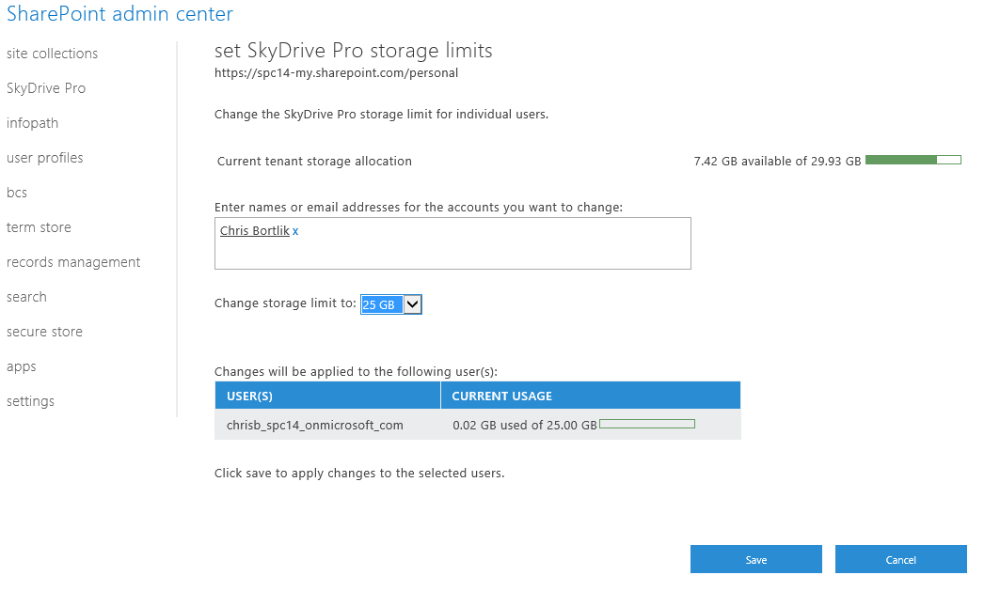 SharePoint admin center
site collections
SkyDrive Pro
infopath
user profiles
bcs
term store
records management
search
secure store
apps
settings
set SkyDrive Pro storage limits
https://spc14-my.sharepoint.com/personal
Change the SkyDrive Pro storage limit for individual users.
Current tenant storage allocation 7.42 GB available of 29.93 GB
Enter names or email addresses for the accounts you want to change:
Chris Bortlik x
Change storage limit to: 25 GB
Changes will be applied to the following user(s):
USER(S) CURRENT USAGE
chrisb_spc14_onmicrosoft_com 0.02 GB used of 25.00 GB
Click save to apply changes to the selected users.
Save Cancel